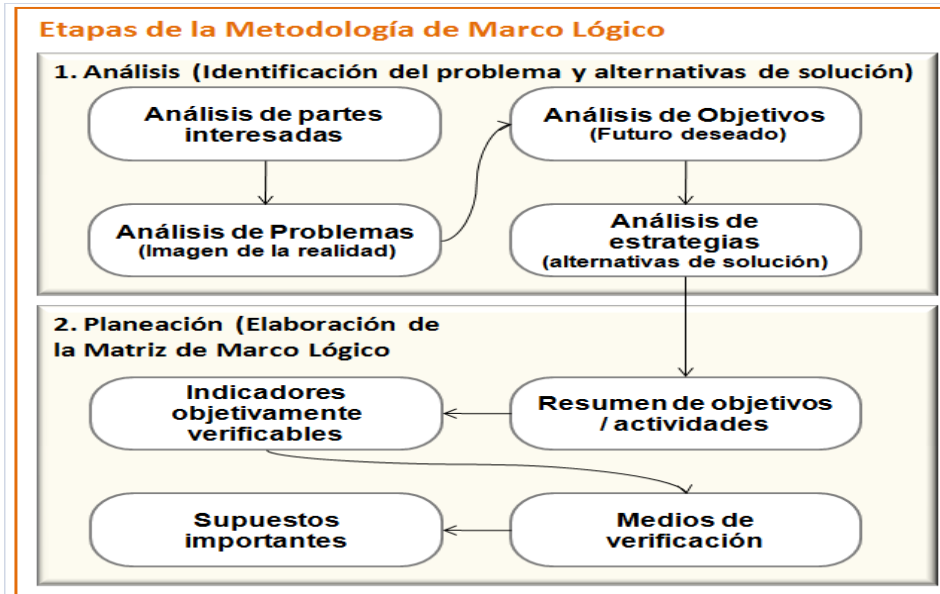 Etapas de la Metodología de Marco Lógico
1. Análisis (Identificación del problema y alternativas de solución)
Análisis de partes
interesadas
Análisis de Problemas
(Imagen de la realidad)
Análisis de Objetivos
(Futuro deseado)
Análisis de
estrategias
(alternativas de solución)
2. Planeación (Elaboración de
la Matriz de Marco Lógico
Resumen de objetivos
/ actividades
Indicadores
objetivamente
verificables
Medios de
verificación
Supuestos
importantes